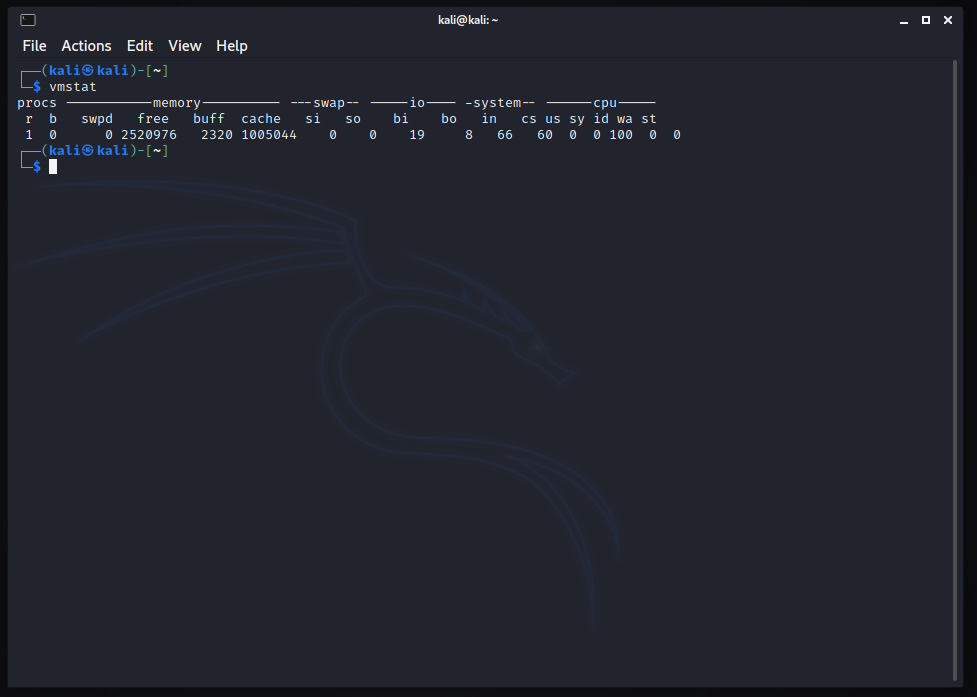 kali@kali: ~
File Actions Edit View Help
┌──(kali㉿kali)-[~]
└─$ vmstat
procs ───────────memory────────── ---swap-- ─────io──── -system-- ──────cpu─────
 r  b   swpd   free   buff  cache   si   so    bi    bo   in   cs us sy id wa st
 1  0      0 2520976   2320 1005044    0    0    19     8   66   60  0  0 100  0  0
┌──(kali㉿kali)-[~]
└─$